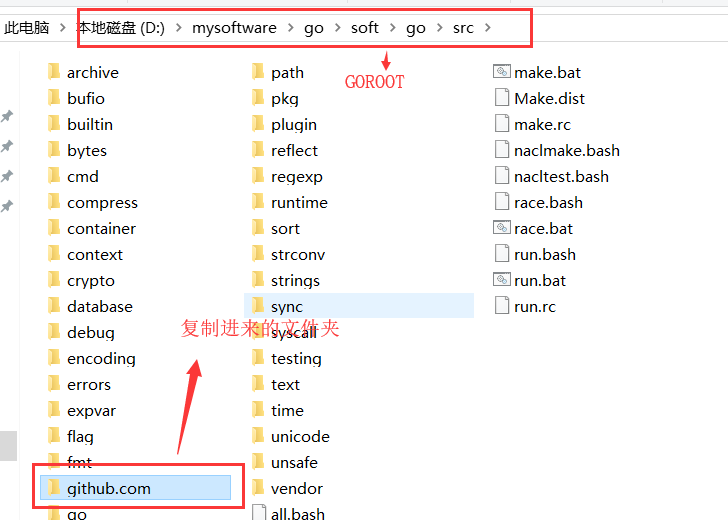 此电脑 > 本地磁盘 (D:) > mysoftware > go > soft > go > src >
GOROOT
archive
bufio
builtin
bytes
cmd
compress
container
context
crypto
database
debug
encoding
errors
expvar
flag
fmt
github.com
go
path
pkg
plugin
reflect
regexp
runtime
sort
strconv
strings
sync
syscall
testing
text
time
unicode
unsafe
vendor
all.bash
make.bat
Make.dist
make.rc
naclmake.bash
nacltest.bash
race.bash
race.bat
run.bash
run.bat
run.rc
复制进来的文件夹